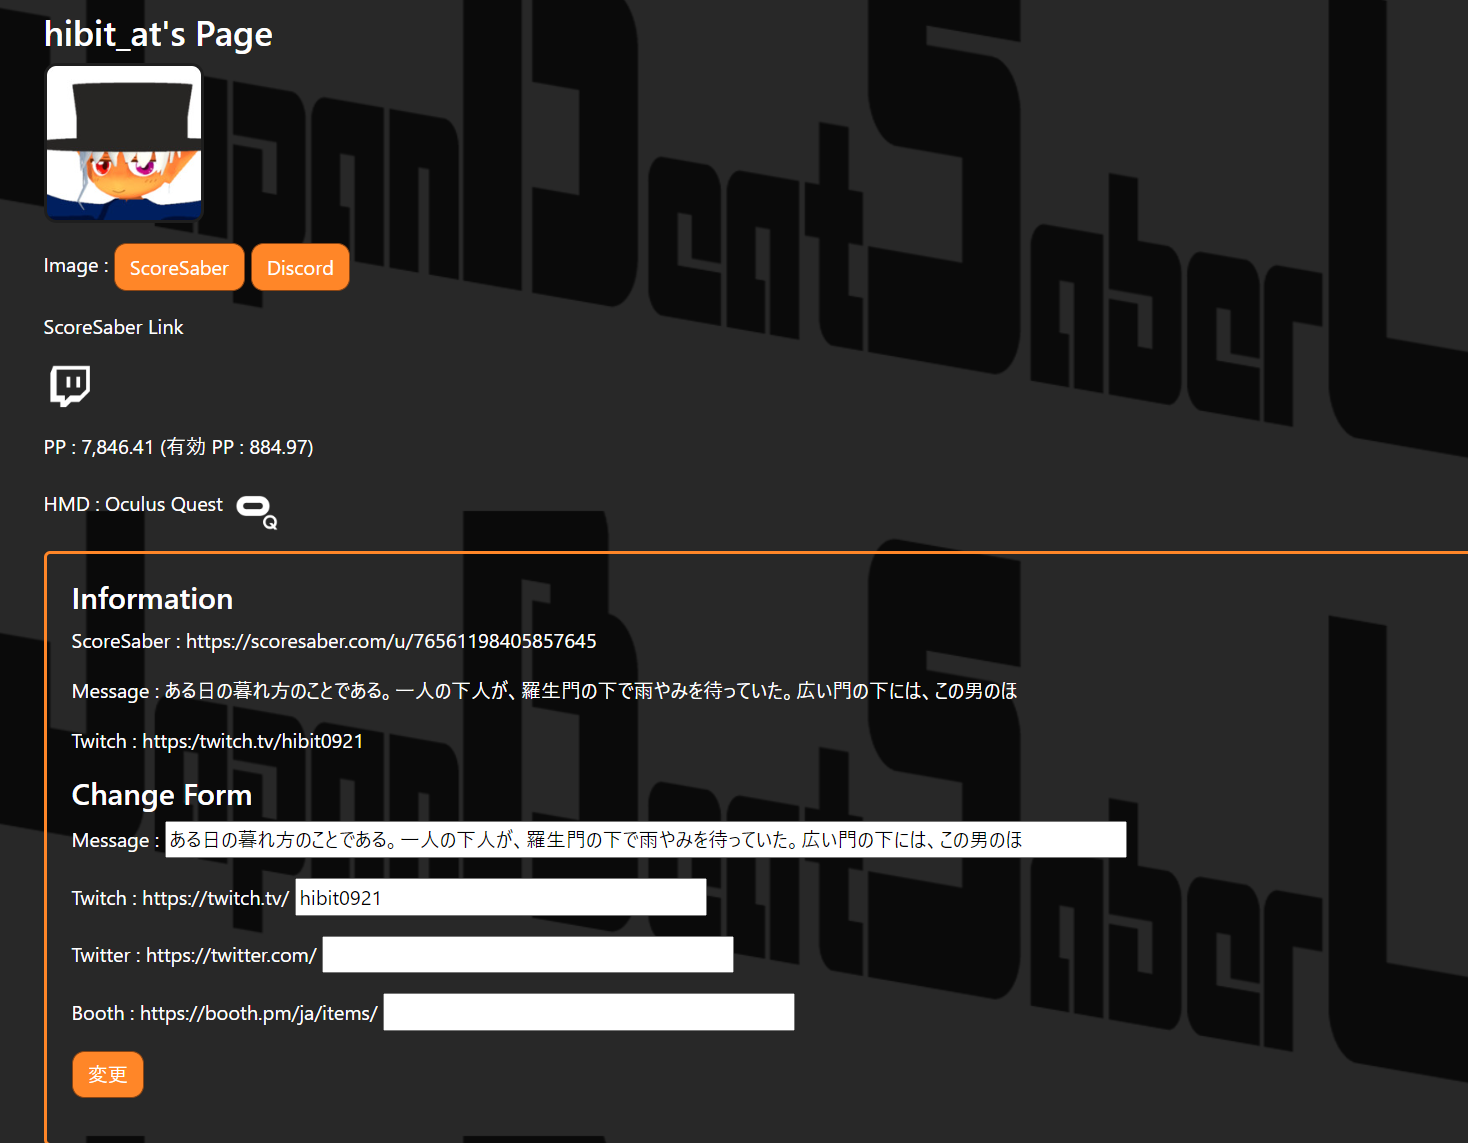 hibit_at's Page
Image : ScoreSaber Discord
ScoreSaber Link
PP : 7,846.41 (有効 PP : 884.97)
HMD : Oculus Quest Q
Information
ScoreSaber : https://scoresaber.com/u/76561198405857645
Message : ある日の暮れ方のことである。一人の下人が、羅生門の下で雨やみを待っていた。広い門の下には、この男のほ
Twitch : https:/twitch.tv/hibit0921
Change Form
Message : ある日の暮れ方のことである。一人の下人が、羅生門の下で雨やみを待っていた。広い門の下には、この男のほ
Twitch : https://twitch.tv/ hibit0921
Twitter : https://twitter.com/
Booth : https://booth.pm/ja/items/
変更
Japan Beat Saber L
Japan Beat Saber L